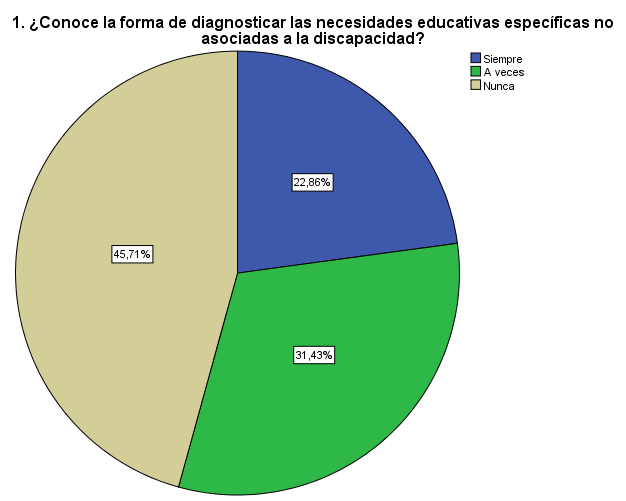 1. ¿Conoce la forma de diagnosticar las necesidades educativas específicas no
asociadas a la discapacidad?
Siempre
A veces
Nunca
22,86%
45,71%
31,43%